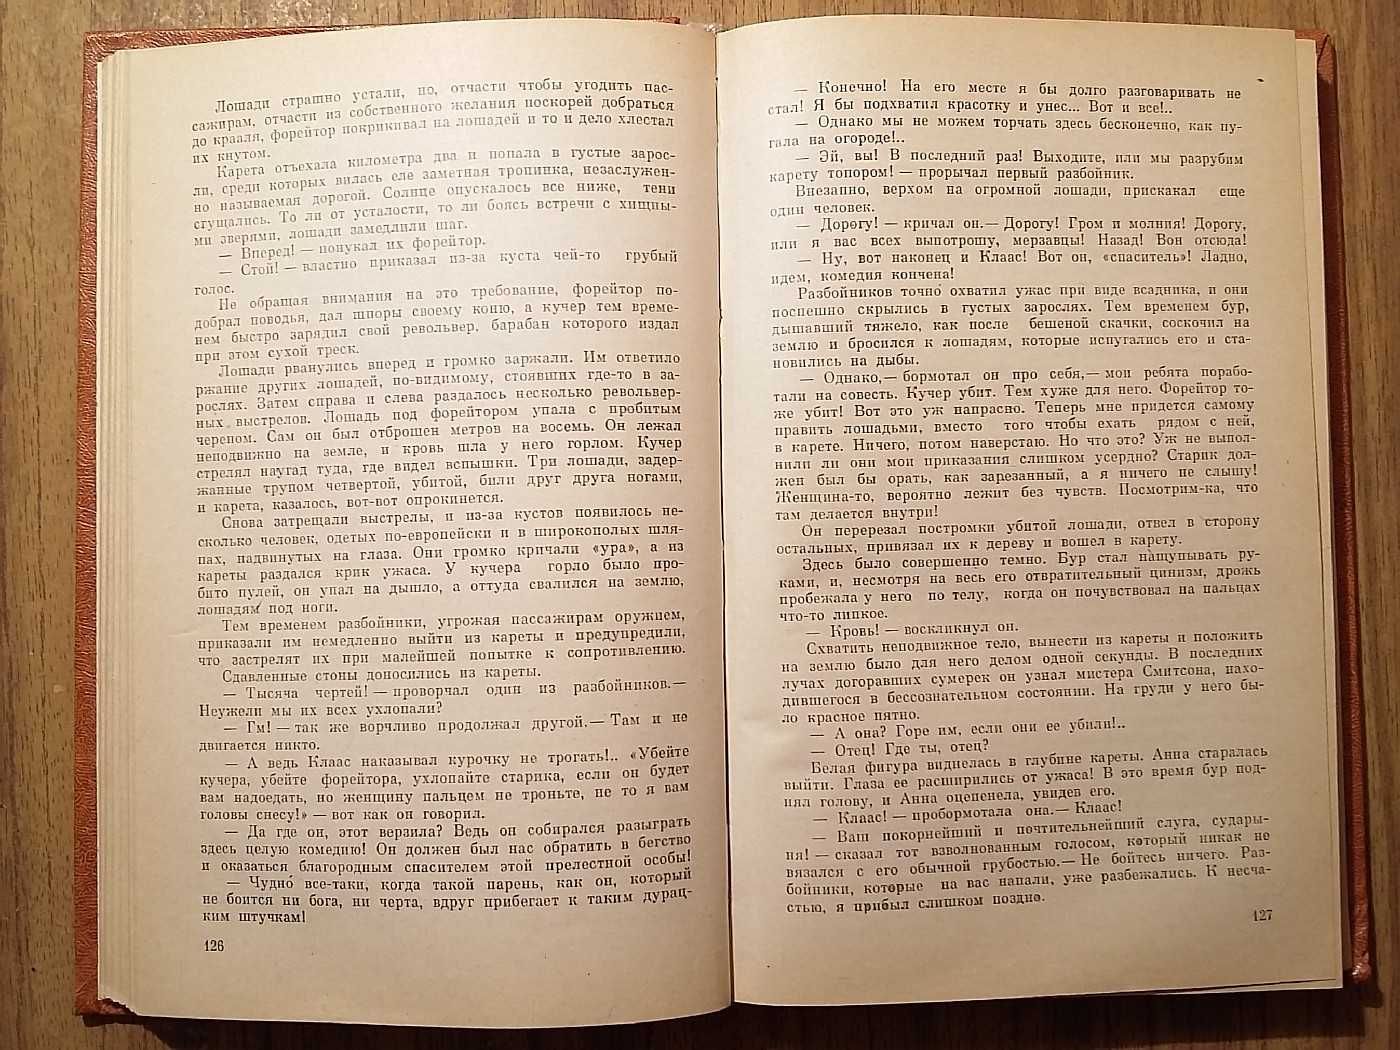 Лошади страшно устали, но, отчасти чтобы угодить пас-
сажирам, отчасти из собственного желания поскорей добраться
до крааля, форейтор покрикивал на лошадей и то и дело хлестал
их кнутом.
Карета отъехала километра два и попала в густые зарос-
ли, среди которых вилась еле заметная тропинка, незаслужен-
но называемая дорогой. Солнце опускалось все ниже, тени
сгущались. То ли от усталости, то ли боясь встречи с хищны-
ми зверями, лошади замедлили шаг.
— Вперед! — понукал их форейтор.
— Стой! — властно приказал из-за куста чей-то грубый
голос.
Не обращая внимания на это требование, форейтор по-
добрал поводья, дал шпоры своему коню, а кучер тем време-
нем быстро зарядил свой револьвер, барабан которого издал
при этом сухой треск.
Лошади рванулись вперед и громко заржали. Им ответило
ржание других лошадей, по-видимому, стоявших где-то в за-
рослях. Затем справа и слева раздалось несколько револьвер-
ных выстрелов. Лошадь под форейтором упала с пробитым
черепом. Сам он был отброшен метров на восемь. Он лежал
неподвижно на земле, и кровь шла у него горлом. Кучер
стрелял наугад туда, где видел вспышки. Три лошади, задер-
жанные трупом четвертой, убитой, били друг друга ногами,
и карета, казалось, вот-вот опрокинется.
Снова затрещали выстрелы, и из-за кустов появилось не-
сколько человек, одетых по-европейски и в широкополых шля-
пах, надвинутых на глаза. Они громко кричали «ура», а из
кареты раздался крик ужаса. У кучера горло было про-
бито пулей, он упал на дышло, а оттуда свалился на землю,
лошадям под ноги.
Тем временем разбойники, угрожая пассажирам оружием,
приказали им немедленно выйти из кареты и предупредили,
что застрелят их при малейшей попытке к сопротивлению.
Сдавленные стоны доносились из кареты.
— Тысяча чертей! — проворчал один из разбойников.—
Неужели мы их всех ухлопали?
— Гм! — так же ворчливо продолжал другой.— Там и не
двигается никто.
— А ведь Клаас наказывал курочку не трогать!.. «Убейте
кучера, убейте форейтора, ухлопайте старика, если он будет
вам надоедать, но женщину пальцем не троньте, не то я вам
головы снесу!» — вот как он говорил.
— Да где он, этот верзила? Ведь он собирался разыграть
здесь целую комедию! Он должен был нас обратить в бегство
и оказаться благородным спасителем этой прелестной особы!
— Чудно́ все-таки, когда такой парень, как он, который
не боится ни бога, ни черта, вдруг прибегает к таким дурац-
ким штучкам!
126
— Конечно! На его месте я бы долго разговаривать не
стал! Я бы подхватил красотку и унес... Вот и все!..
— Однако мы не можем торчать здесь бесконечно, как пу-
гала на огороде!..
— Эй, вы! В последний раз! Выходите, или мы разрубим
карету топором! — прорычал первый разбойник.
Внезапно, верхом на огромной лошади, прискакал еще
один человек.
— Дорогу! — кричал он.— Дорогу! Гром и молния! Дорогу,
или я вас всех выпотрошу, мерзавцы! Назад! Вон отсюда!
— Ну, вот наконец и Клаас! Вот он, «спаситель»! Ладно,
идем, комедия кончена!
Разбойников точно охватил ужас при виде всадника, и они
поспешно скрылись в густых зарослях. Тем временем бур,
дышавший тяжело, как после бешеной скачки, соскочил на
землю и бросился к лошадям, которые испугались его и ста-
новились на дыбы.
— Однако,— бормотал он про себя,— мои ребята порабо-
тали на совесть. Кучер убит. Тем хуже для него. Форейтор то-
же убит! Вот это уж напрасно. Теперь мне придется самому
править лошадьми, вместо того чтобы ехать рядом с ней,
в карете. Ничего, потом наверстаю. Но что это? Уж не выпол-
нили ли они мои приказания слишком усердно? Старик дол-
жен был бы орать, как зарезанный, а я ничего не слышу!
Женщина-то, вероятно лежит без чувств. Посмотрим-ка, что
там делается внутри!
Он перерезал постромки убитой лошади, отвел в сторону
остальных, привязал их к дереву и вошел в карету.
Здесь было совершенно темно. Бур стал нащупывать ру-
ками, и, несмотря на весь его отвратительный цинизм, дрожь
пробежала у него по телу, когда он почувствовал на пальцах
что-то липкое.
— Кровь! — воскликнул он.
Схватить неподвижное тело, вынести из кареты и положить
на землю было для него делом одной секунды. В последних
лучах догоравших сумерек он узнал мистера Смитсона, нахо-
дившегося в бессознательном состоянии. На груди у него бы-
ло красное пятно.
— А она? Горе им, если они ее убили!..
— Отец! Где ты, отец?
Белая фигура виднелась в глубине кареты. Анна старалась
выйти. Глаза ее расширились от ужаса! В это время бур под-
нял голову, и Анна оцепенела, увидев его.
— Клаас! — пробормотала она.— Клаас!
— Ваш покорнейший и почтительнейший слуга, судары-
ня! — сказал тот взволнованным голосом, который никак не
вязался с его обычной грубостью.— Не бойтесь ничего. Раз-
бойники, которые на вас напали, уже разбежались. К несча-
стью, я прибыл слишком поздно.
127